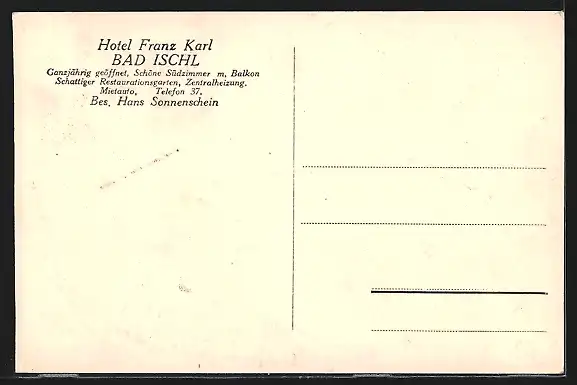 Hotel Franz Karl
BAD ISCHL
Ganzjährig geöffnet, Schöne Südzimmer m. Balkon
Schattiger Restaurationsgarten, Zentralheizung.
Mietauto. Telefon 37.
Bes. Hans Sonnenschein